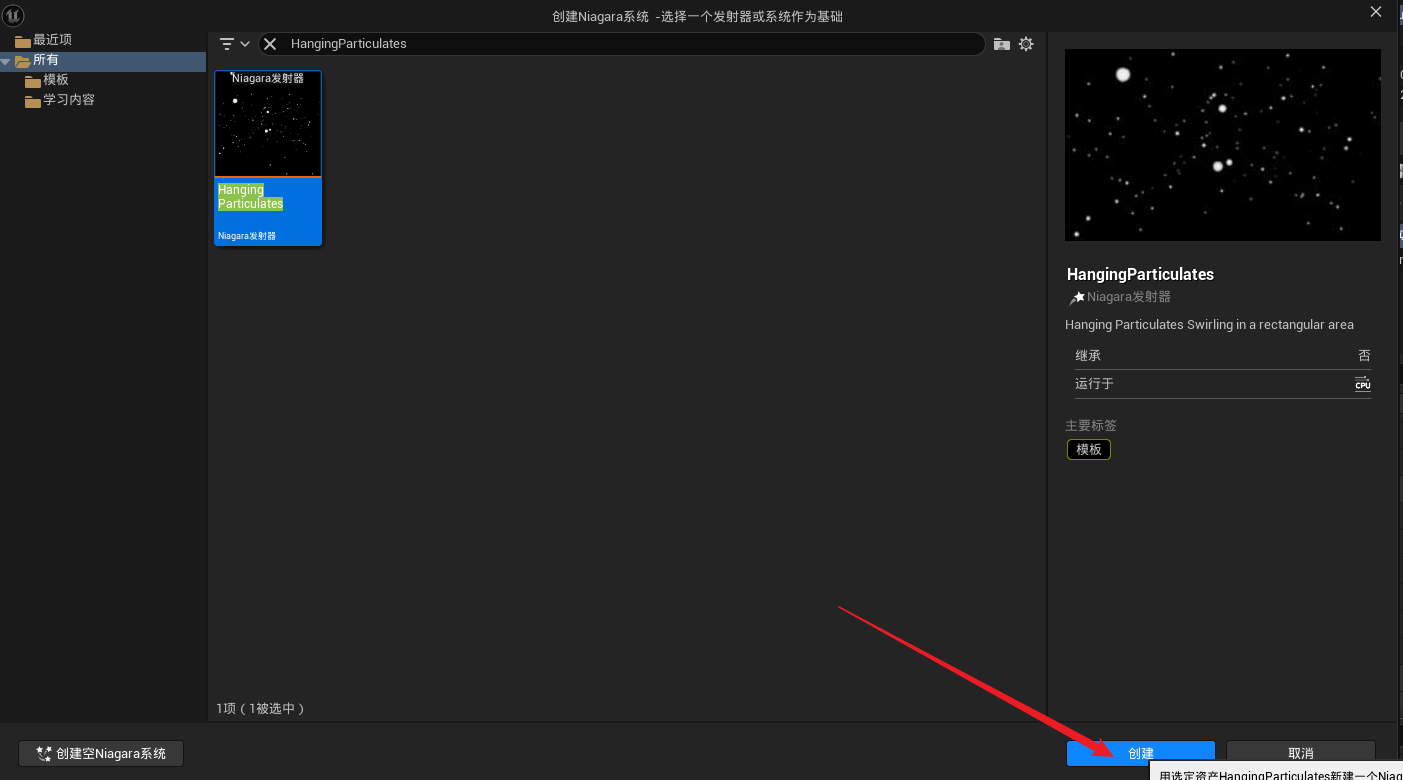 创建Niagara系统 -选择一个发射器或系统作为基础
最近项
所有
模板
学习内容
HangingParticulates
Niagara发射器
Hanging
Particulates
Niagara发射器
1项（1被选中）
HangingParticulates
Niagara发射器
Hanging Particulates Swirling in a rectangular area
继承
否
运行于
CPU
主要标签
模板
创建空Niagara系统
创建
取消
用选定资产HangingParticulates新建一个Niag